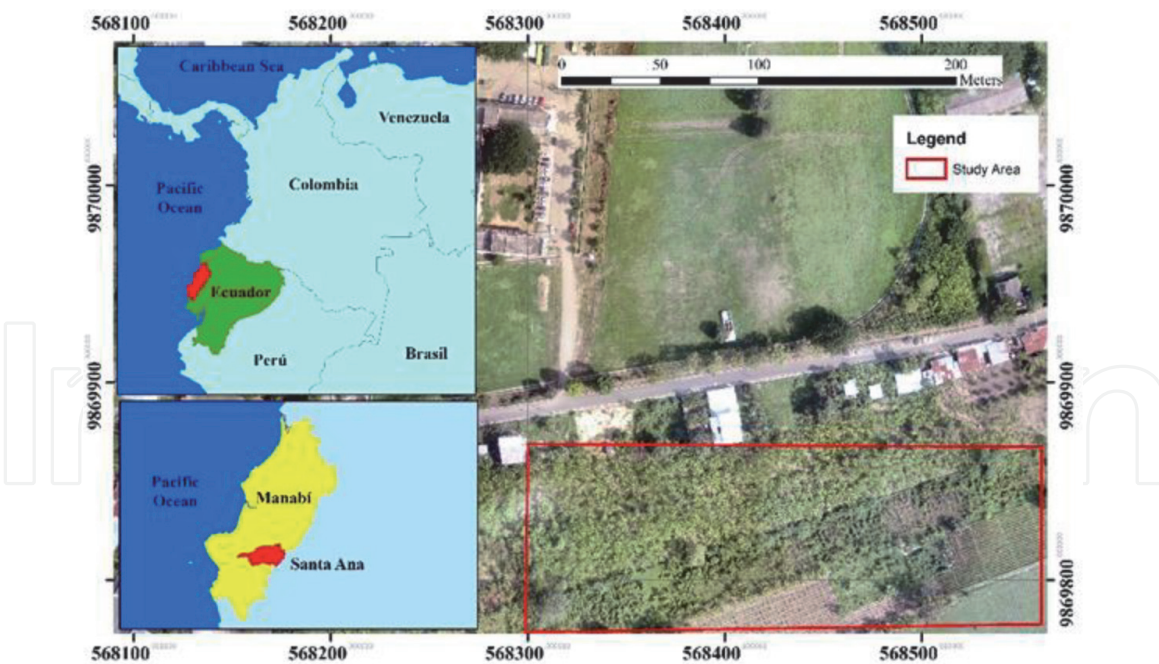 568100
568200
568300
568400
568500
Caribbean Sea
Venezuela
Colombia
Pacific
Ocean
Ecuador
Perú
Brasil
Pacific
Ocean
Manabí
Santa Ana
0 50 100 200
Meters
Legend
Study Area
9870000
9869900
9870000
9869900
9869800
568100
568200
568300
568400
568500